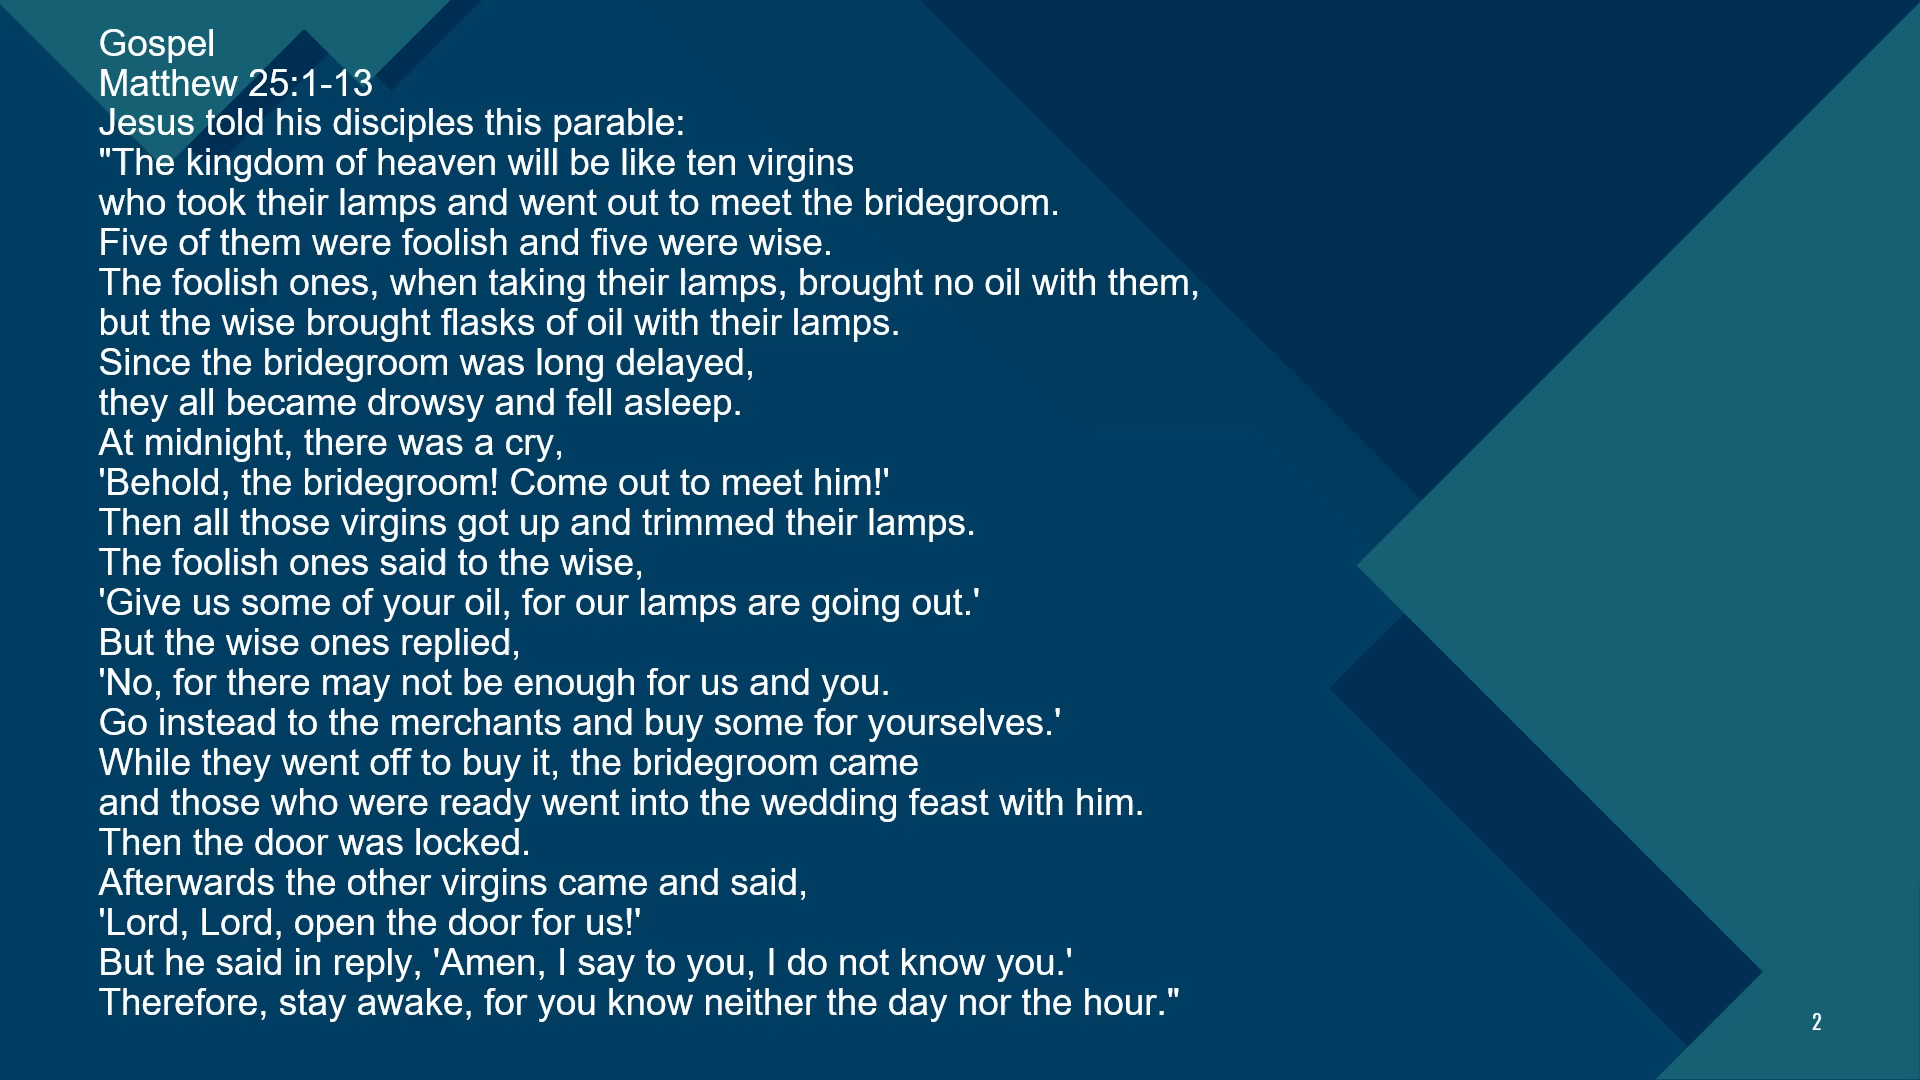 Gospel
Matthew 25:1-13
Jesus told his disciples this parable:
"The kingdom of heaven will be like ten virgins
who took their lamps and went out to meet the bridegroom.
Five of them were foolish and five were wise.
The foolish ones, when taking their lamps, brought no oil with them,
but the wise brought flasks of oil with their lamps.
Since the bridegroom was long delayed,
they all became drowsy and fell asleep.
At midnight, there was a cry,
'Behold, the bridegroom! Come out to meet him!'
Then all those virgins got up and trimmed their lamps.
The foolish ones said to the wise,
'Give us some of your oil, for our lamps are going out.'
But the wise ones replied,
'No, for there may not be enough for us and you.
Go instead to the merchants and buy some for yourselves.'
While they went off to buy it, the bridegroom came
and those who were ready went into the wedding feast with him.
Then the door was locked.
Afterwards the other virgins came and said,
'Lord, Lord, open the door for us!'
But he said in reply, 'Amen, I say to you, I do not know you.'
Therefore, stay awake, for you know neither the day nor the hour."
2